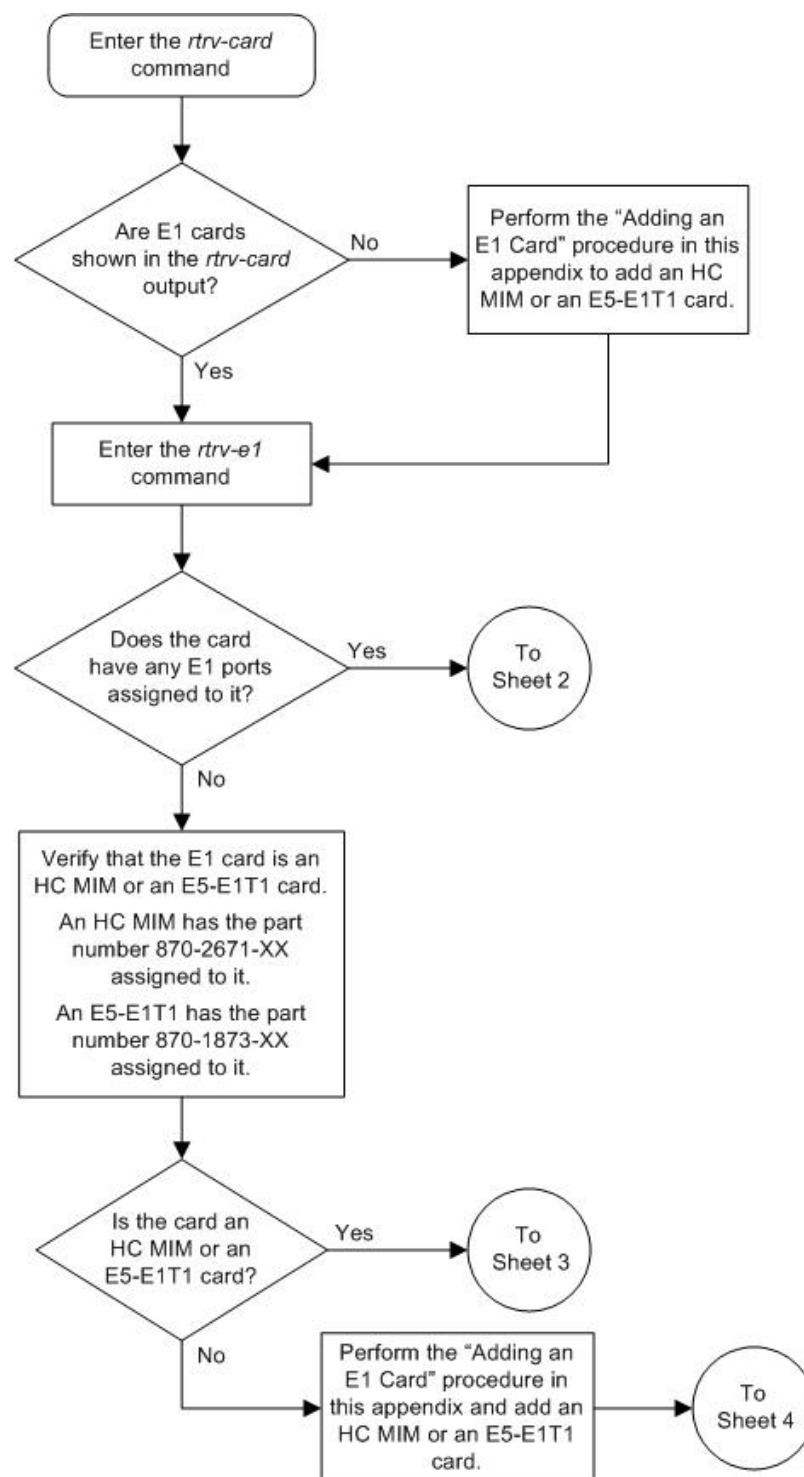 Enter the rtrv-card
command
Are E1 cards
shown in the rtrv-card
output?
No
Perform the “Adding an
E1 Card” procedure in this
appendix to add an HC
MIM or an E5-E1T1 card.
Yes
Enter the rtrv-e1
command
Does the card
have any E1 ports
assigned to it?
Yes
To
Sheet 2
No
Verify that the E1 card is an
HC MIM or an E5-E1T1 card.
An HC MIM has the part
number 870-2671-XX
assigned to it.
An E5-E1T1 has the part
number 870-1873-XX
assigned to it.
Is the card an
HC MIM or an
E5-E1T1 card?
Yes
To
Sheet 3
No
Perform the “Adding an
E1 Card” procedure in
this appendix and add an
HC MIM or an E5-E1T1
card.
To
Sheet 4